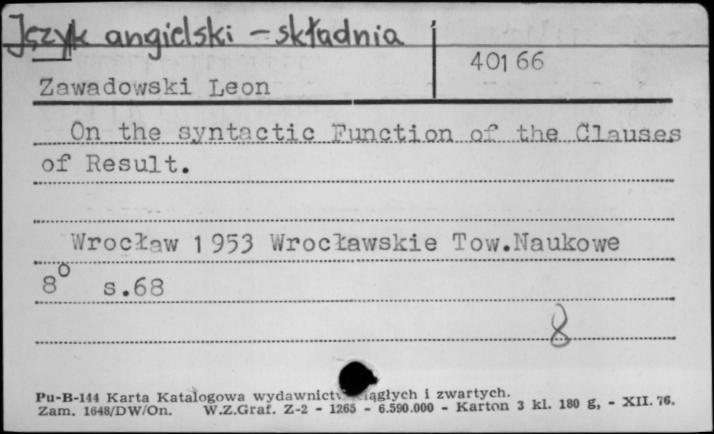 Język angielski - składnia
40166
Zawadowski Leon
On the syntactic Function of the Clauses
of Result.
Wrocław 1953 Wrocławskie Tow.Naukowe
8° s.68
8
Pu-B-144 Karta Katalogowa wydawnictw ciągłych i zwartych.
Zam. 1648/DW/On. W.Z.Graf. Z-2 - 1265 - 6.590.000 - Karton 3 kl. 180 g, - XII. 76.